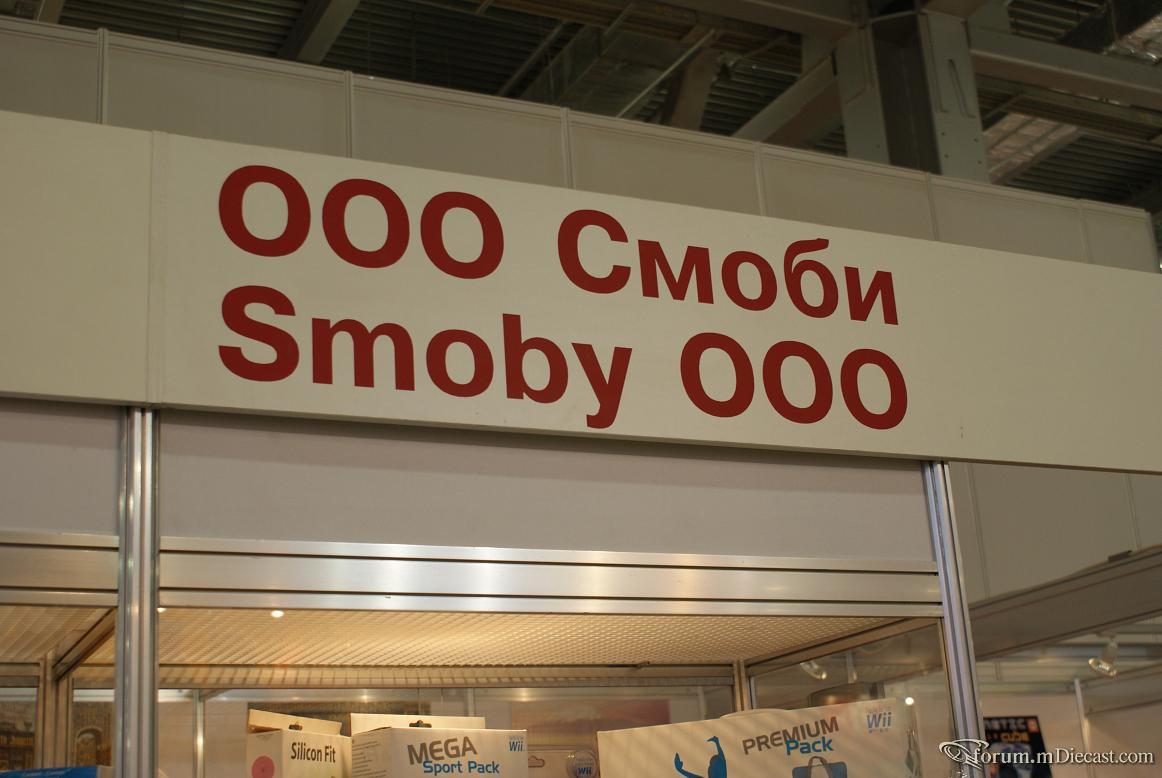 ООО Смоби
Smoby OOO
Silicon Fit
MEGA
Sport Pack
Wii
PREMIUM
Pack
Wii
forum.mDiecast.com